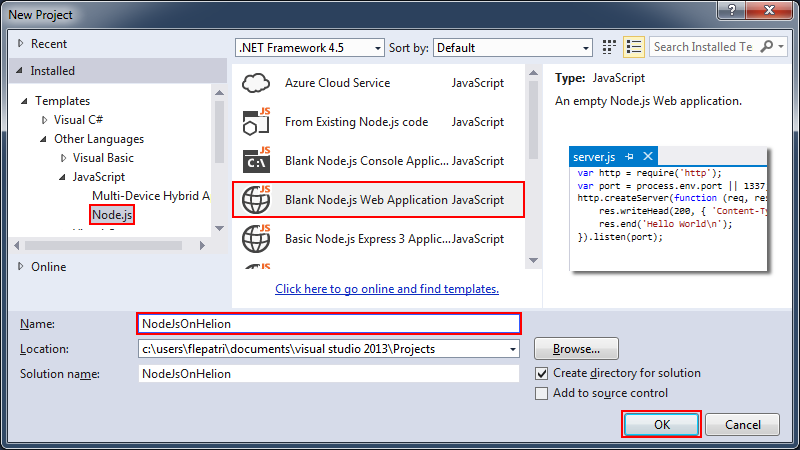 New Project
Recent
Installed
Templates
Visual C#
Other Languages
Visual Basic
JavaScript
Multi-Device Hybrid A
Node.js
Online
.NET Framework 4.5
Sort by: Default
Search Installed Te
Azure Cloud Service JavaScript
JS From Existing Node.js code JavaScript
JS C:\ Blank Node.js Console Applic... JavaScript
JS Blank Node.js Web Application JavaScript
JS Basic Node.js Express 3 Applic... JavaScript
JS
Click here to go online and find templates.
Type: JavaScript
An empty Node.js Web application.
server.js
var http = require('http');
var port = process.env.port || 1337
http.createServer(function (req, res
res.writeHead(200, { 'Content-Ty
res.end('Hello World\n');
}).listen(port);
Name: NodeJsOnHelion
Location: c:\users\flepatri\documents\visual studio 2013\Projects
Browse...
Solution name: NodeJsOnHelion
Create directory for solution
Add to source control
OK
Cancel